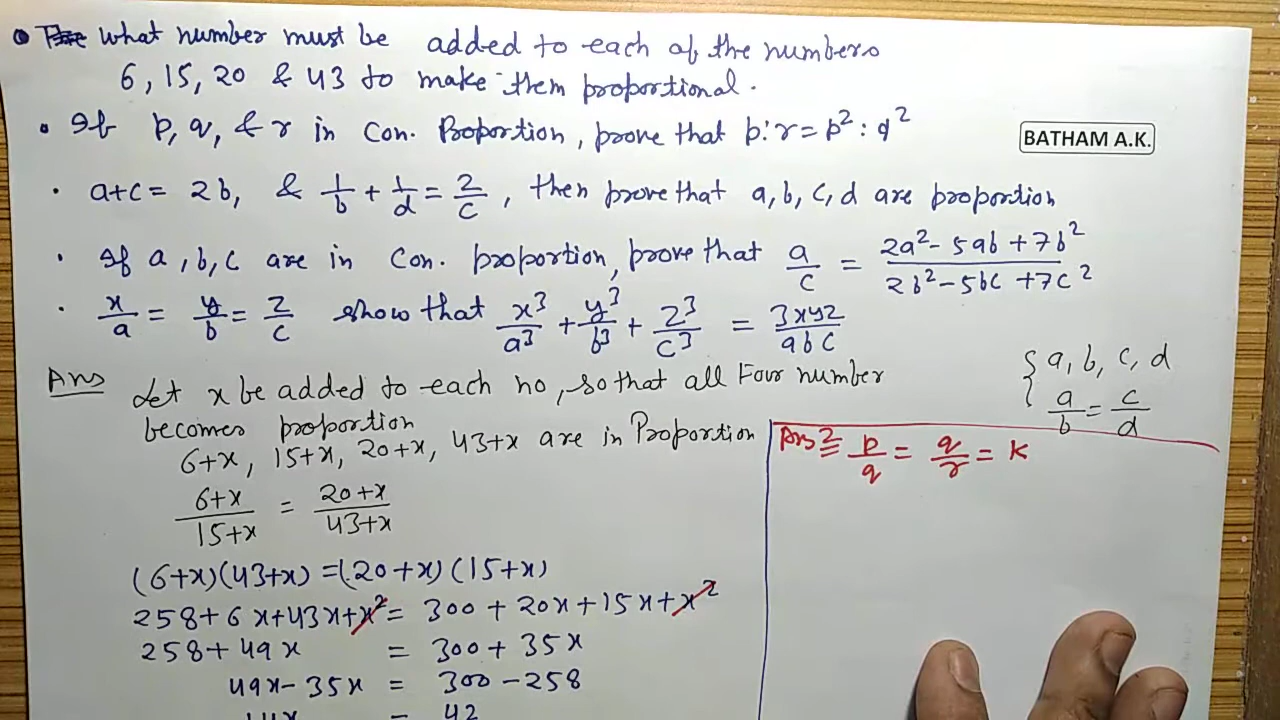 • The what number must be added to each of the numbers
6, 15, 20 & 43 to make them proportional.
• If p, q, & r in Con. Proportion, prove that p:r = p² : q²
BATHAM A.K.
• a+c = 2b, & 1/b + 1/d = 2/c, then prove that a, b, c, d are proportion
• If a, b, c are in Con. proportion, prove that a/c = (2a² - 5ab + 7b²)/(2b² - 5bc + 7c²)
• x/a = y/b = z/c show that x³/a³ + y³/b³ + z³/c³ = 3xyz/abc
Ans Let x be added to each no, so that all Four number
becomes proportion
6+x, 15+x, 20+x, 43+x are in Proportion
(6+x)/(15+x) = (20+x)/(43+x)
(6+x)(43+x) = (20+x)(15+x)
258 + 6x + 43x + x² = 300 + 20x + 15x + x²
258 + 49x = 300 + 35x
49x - 35x = 300 - 258
14x = 42
{ a, b, c, d
a/b = c/d
Ans 2 p/q = q/r = k